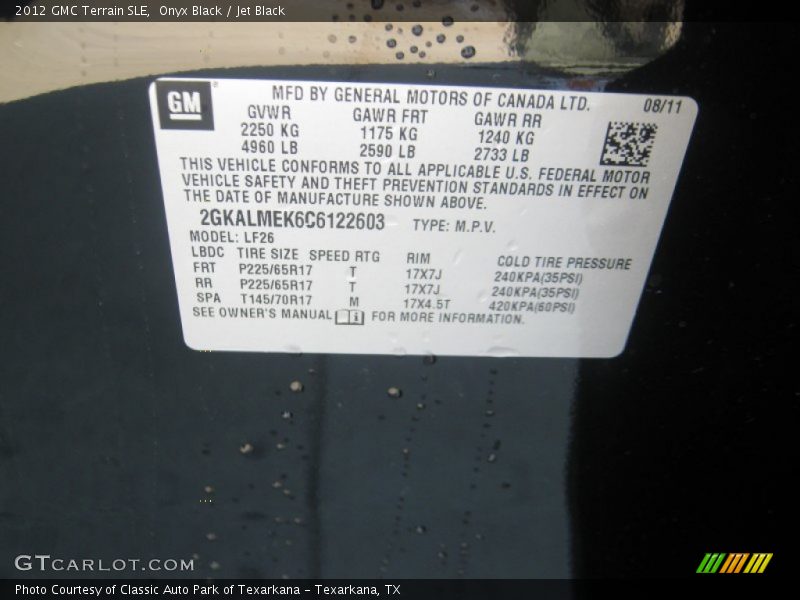 2012 GMC Terrain SLE, Onyx Black / Jet Black
GM
MFD BY GENERAL MOTORS OF CANADA LTD. 08/11
GVWR GAWR FRT GAWR RR
2250 KG 1175 KG 1240 KG
4960 LB 2590 LB 2733 LB
THIS VEHICLE CONFORMS TO ALL APPLICABLE U.S. FEDERAL MOTOR
VEHICLE SAFETY AND THEFT PREVENTION STANDARDS IN EFFECT ON
THE DATE OF MANUFACTURE SHOWN ABOVE.
2GKALMEK6C6122603 TYPE: M.P.V.
MODEL: LF26
LBDC TIRE SIZE SPEED RTG RIM COLD TIRE PRESSURE
FRT P225/65R17 T 17X7J 240KPA(35PSI)
RR P225/65R17 T 17X7J 240KPA(35PSI)
SPA T145/70R17 M 17X4.5T 420KPA(60PSI)
SEE OWNER'S MANUAL FOR MORE INFORMATION.
GTCARLOT.COM
Photo Courtesy of Classic Auto Park of Texarkana – Texarkana, TX